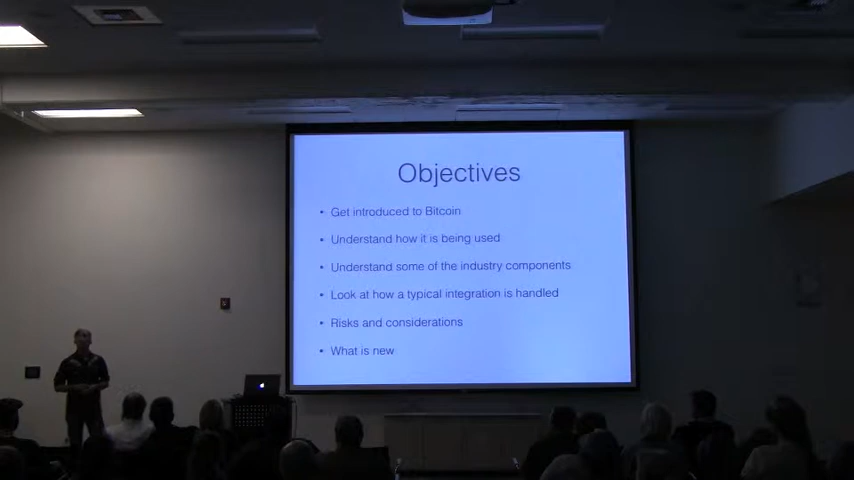 Objectives
• Get introduced to Bitcoin
• Understand how it is being used
• Understand some of the industry components
• Look at how a typical integration is handled
• Risks and considerations
• What is new